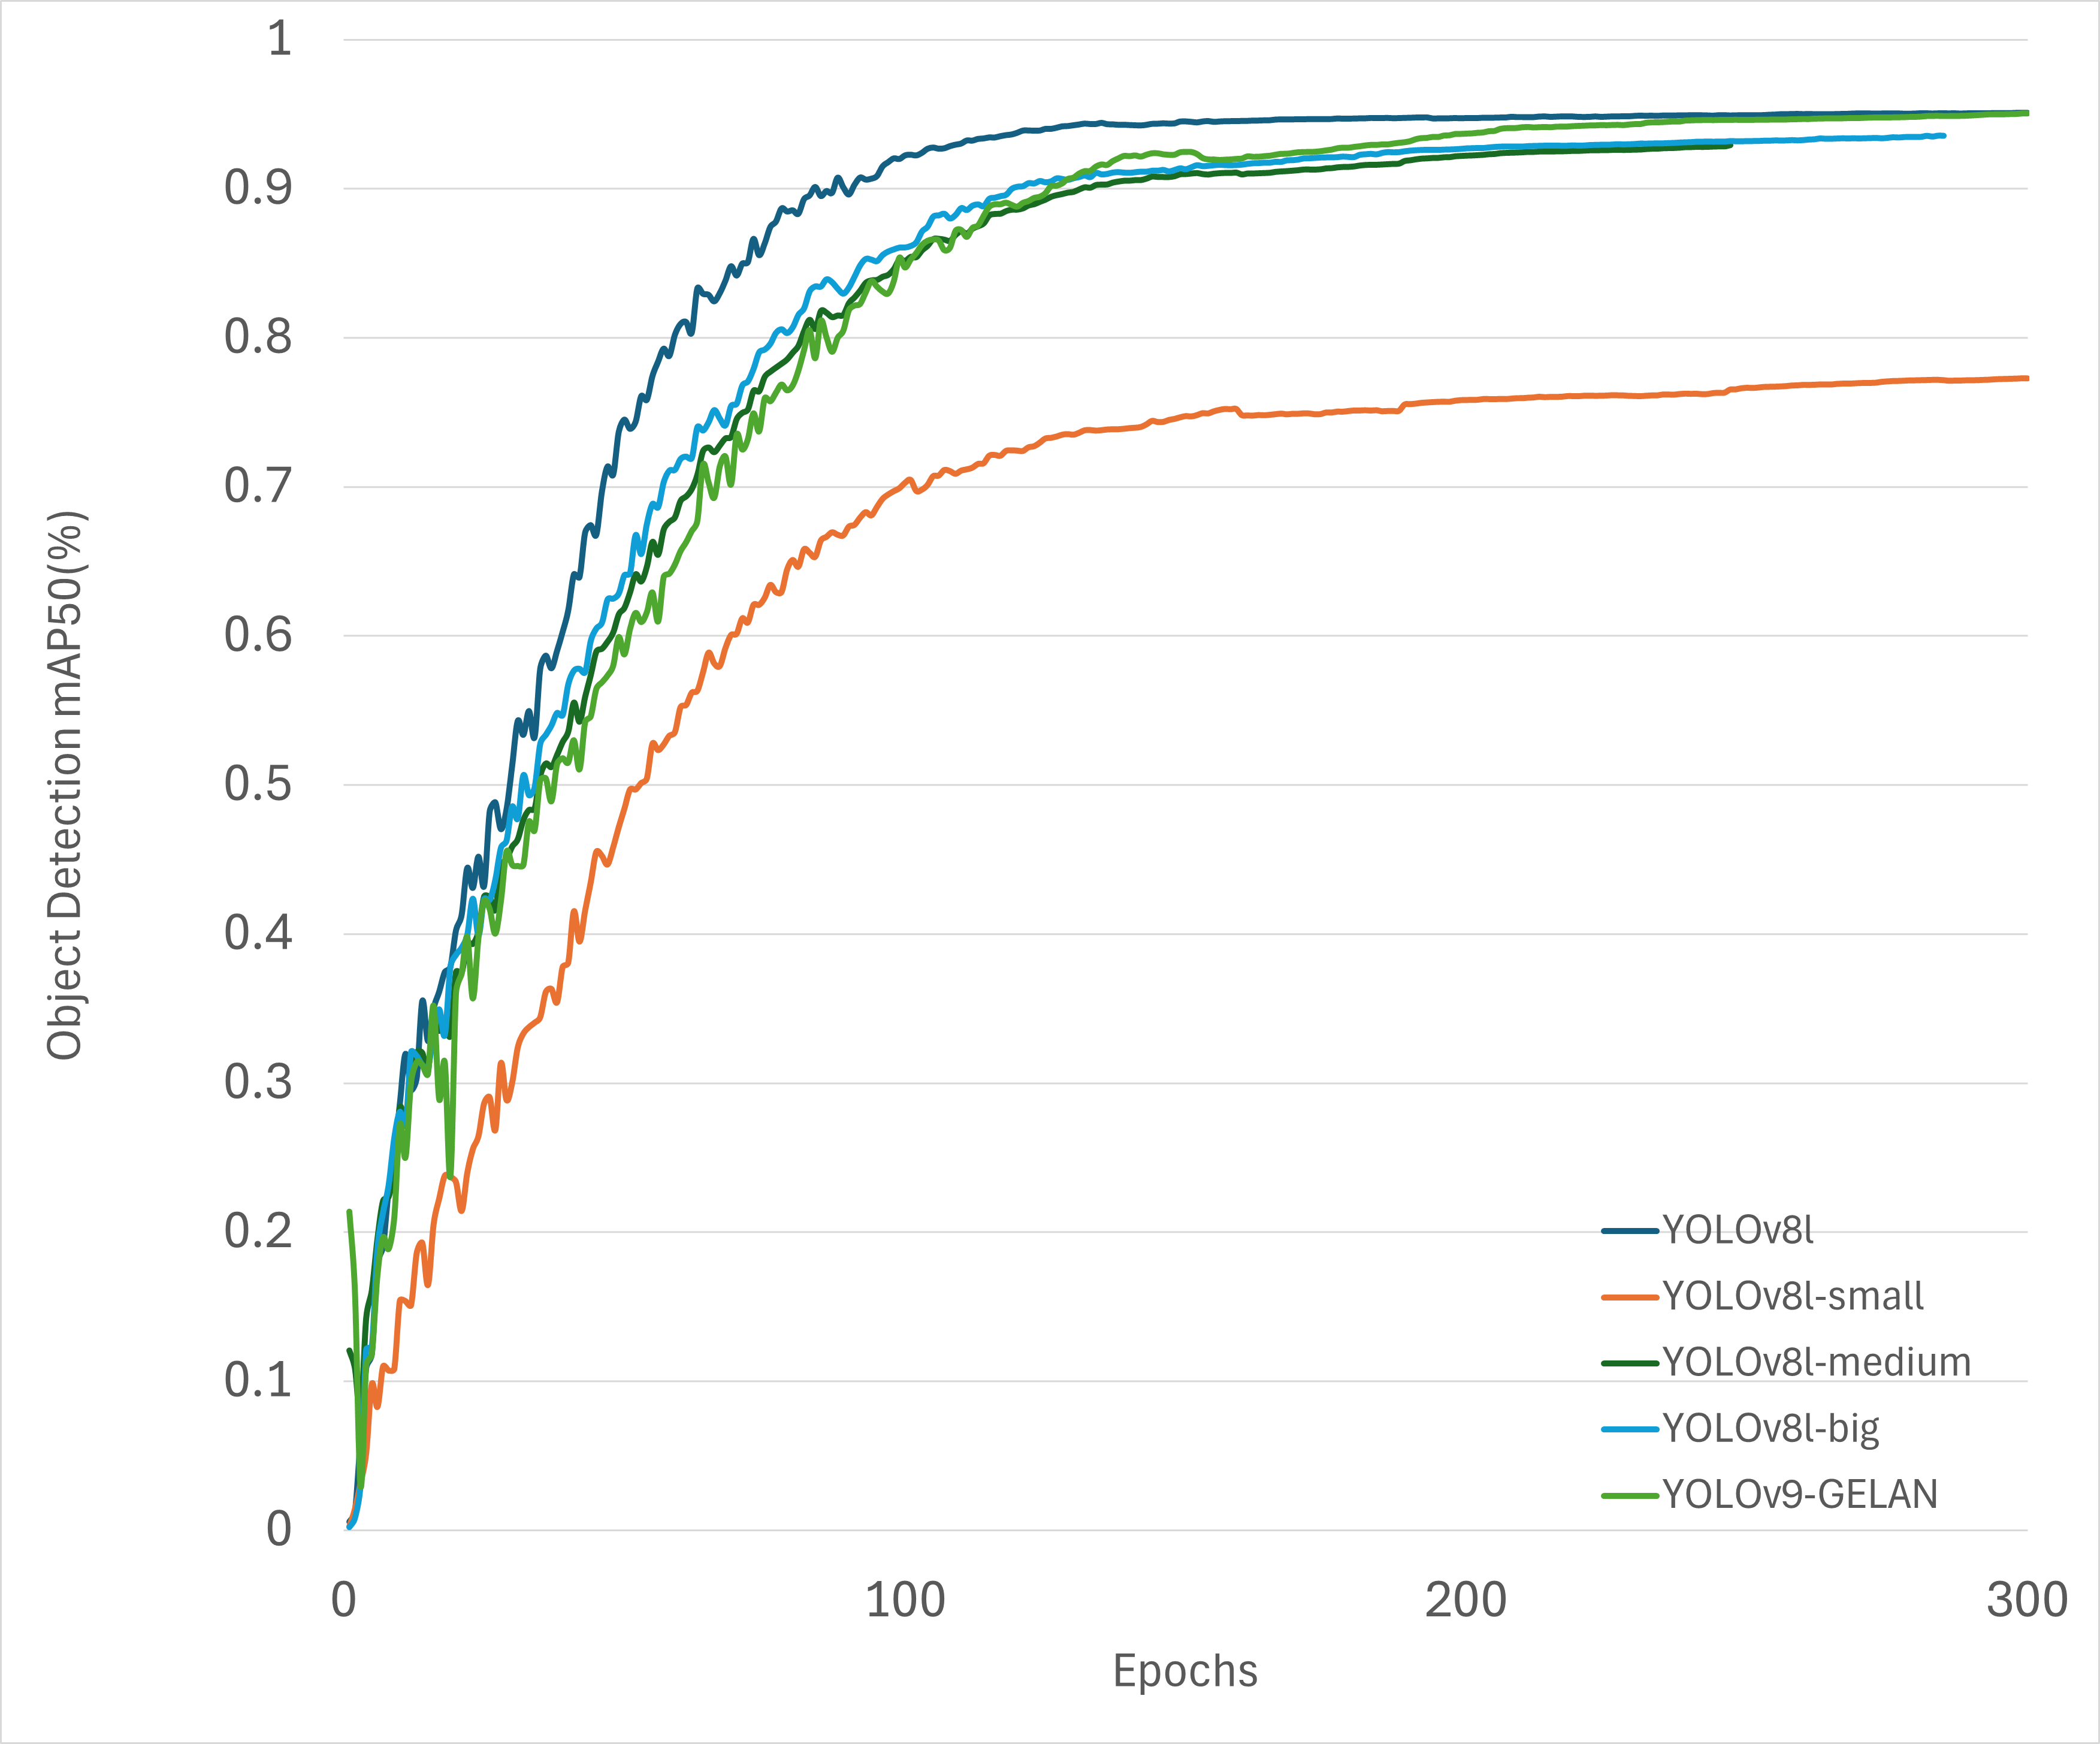 1
0.9
0.8
0.7
0.6
0.5
0.4
0.3
0.2
0.1
0
Object Detection mAP50(%)
0 100 200 300
Epochs
YOLOv8l
YOLOv8l-small
YOLOv8l-medium
YOLOv8l-big
YOLOv9-GELAN